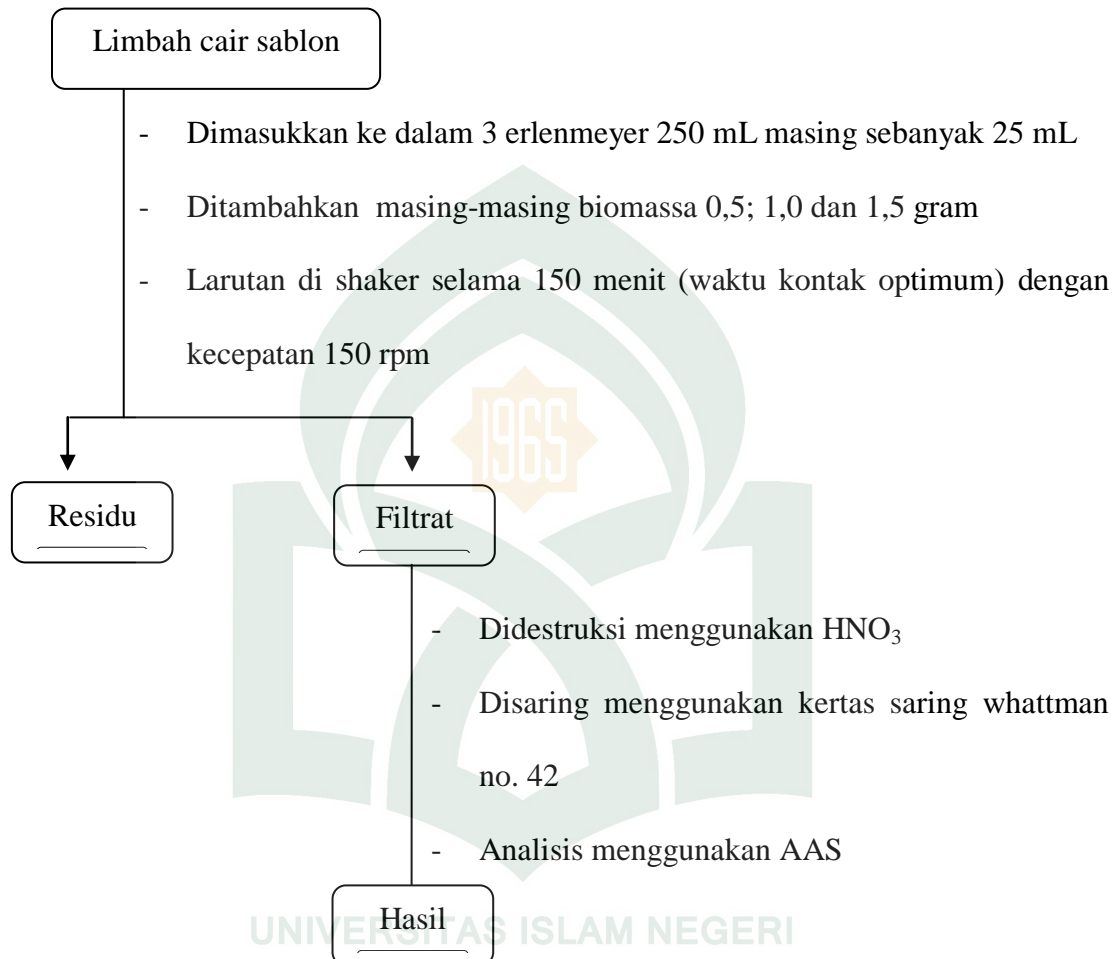 Limbah cair sablon
- Dimasukkan ke dalam 3 erlenmeyer 250 mL masing sebanyak 25 mL
- Ditambahkan masing-masing biomassa 0,5; 1,0 dan 1,5 gram
- Larutan di shaker selama 150 menit (waktu kontak optimum) dengan
kecepatan 150 rpm
1965
Residu
Filtrat
- Didestruksi menggunakan HNO₃
- Disaring menggunakan kertas saring whattman
no. 42
- Analisis menggunakan AAS
Hasil
UNIVERSITAS ISLAM NEGERI